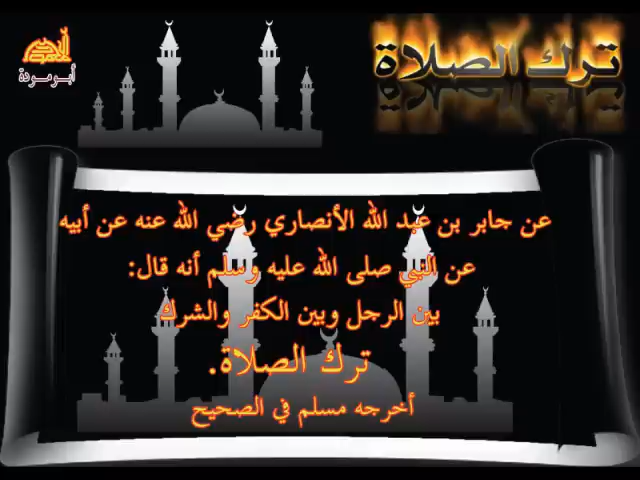 ترك الصلاة
أبو مودة
عن جابر بن عبد الله الأنصاري رضي الله عنه عن أبيه
عن النبي صلى الله عليه وسلم أنه قال:
بين الرجل وبين الكفر والشرك
ترك الصلاة.
أخرجه مسلم في الصحيح